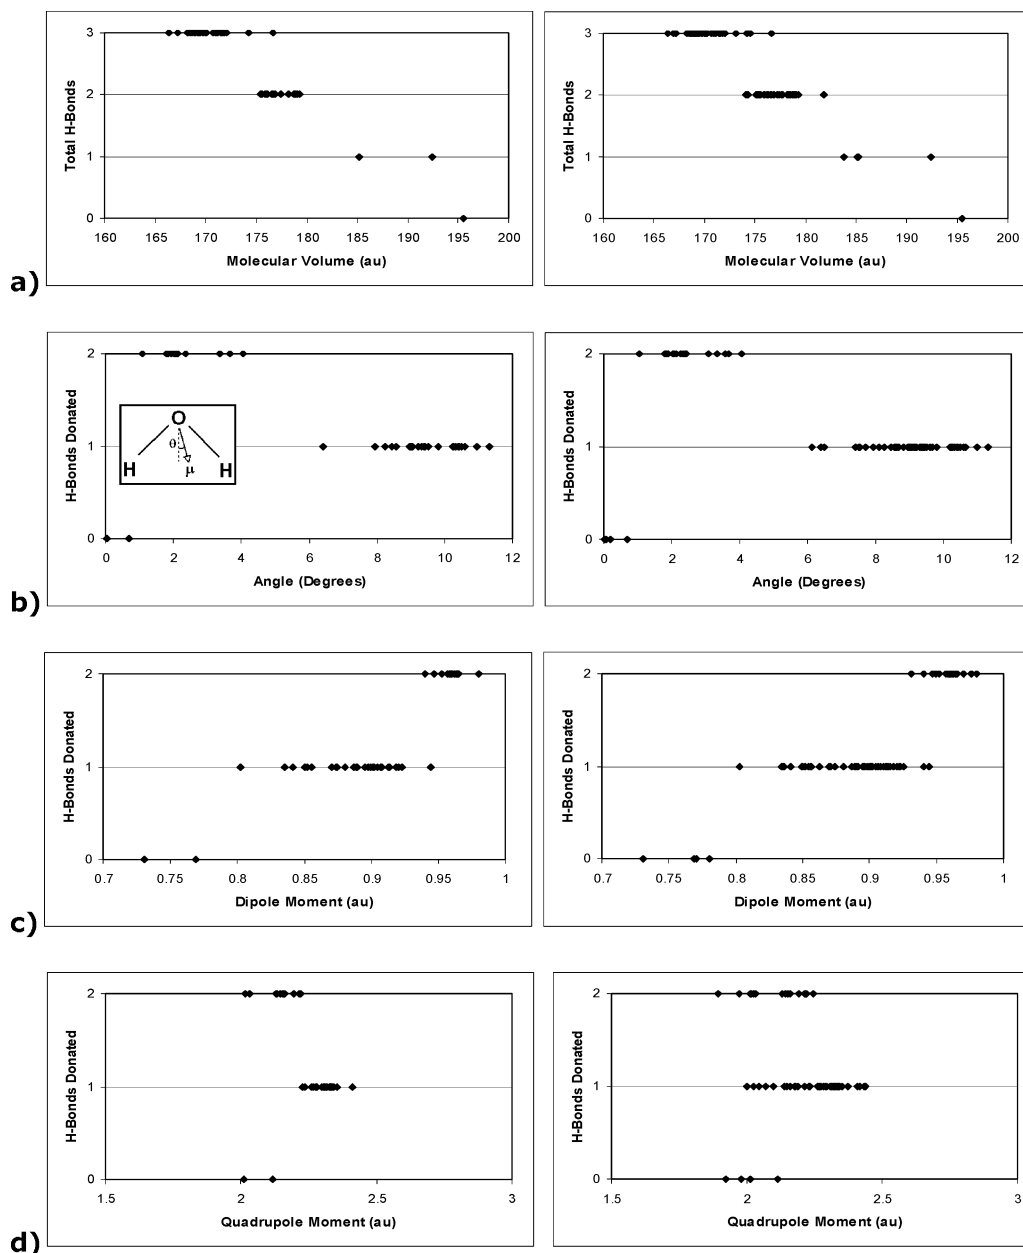 3
2
1
0
Total H-Bonds
160 165 170 175 180 185 190 195 200
Molecular Volume (au)
3
2
1
0
Total H-Bonds
160 165 170 175 180 185 190 195 200
Molecular Volume (au)
a)
2
1
0
H-Bonds Donated
O
θ
H H
μ
0 2 4 6 8 10 12
Angle (Degrees)
2
1
0
H-Bonds Donated
0 2 4 6 8 10 12
Angle (Degrees)
b)
2
1
0
H-Bonds Donated
0.7 0.75 0.8 0.85 0.9 0.95 1
Dipole Moment (au)
2
1
0
H-Bonds Donated
0.7 0.75 0.8 0.85 0.9 0.95 1
Dipole Moment (au)
c)
2
1
0
H-Bonds Donated
1.5 2 2.5 3
Quadrupole Moment (au)
2
1
0
H-Bonds Donated
1.5 2 2.5 3
Quadrupole Moment (au)
d)